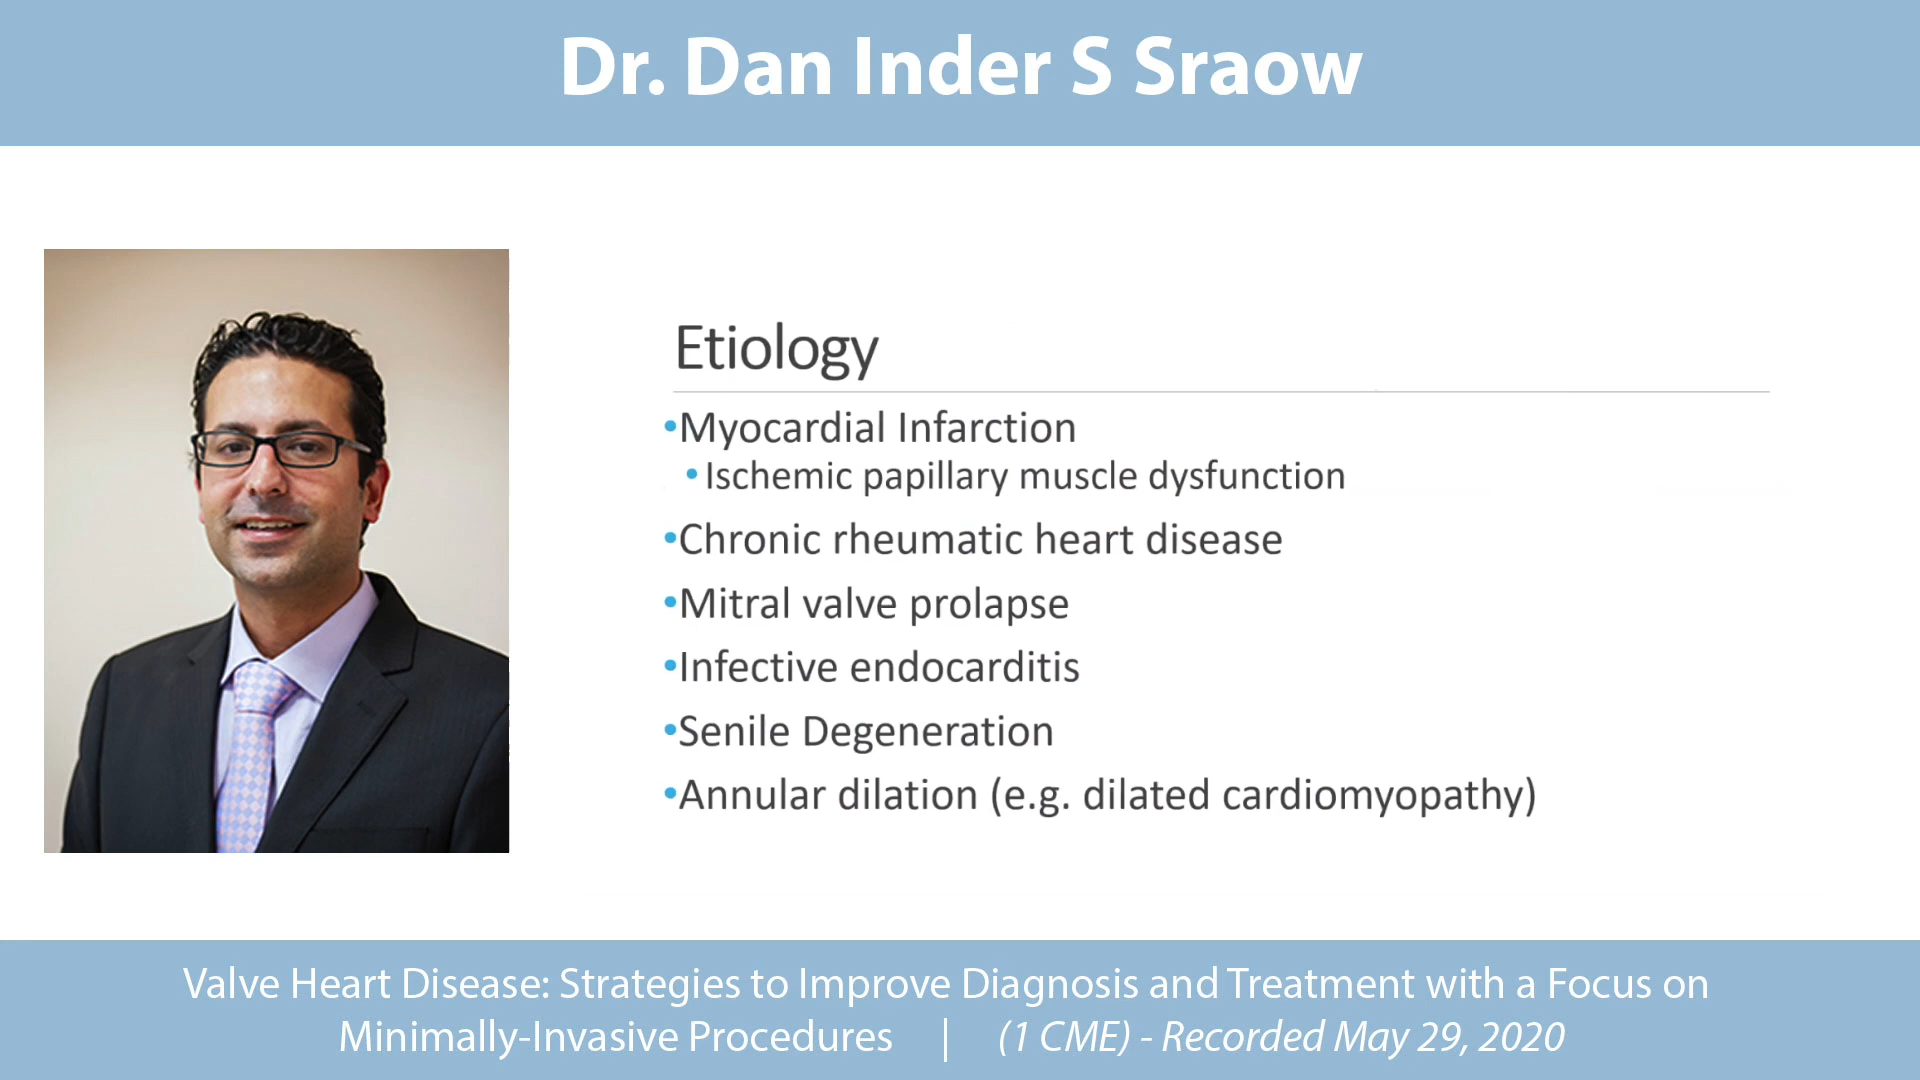 Dr. Dan Inder S Sraow
Etiology
•Myocardial Infarction
•Ischemic papillary muscle dysfunction
•Chronic rheumatic heart disease
•Mitral valve prolapse
•Infective endocarditis
•Senile Degeneration
•Annular dilation (e.g. dilated cardiomyopathy)
Valve Heart Disease: Strategies to Improve Diagnosis and Treatment with a Focus on
Minimally-Invasive Procedures | (1 CME) - Recorded May 29, 2020